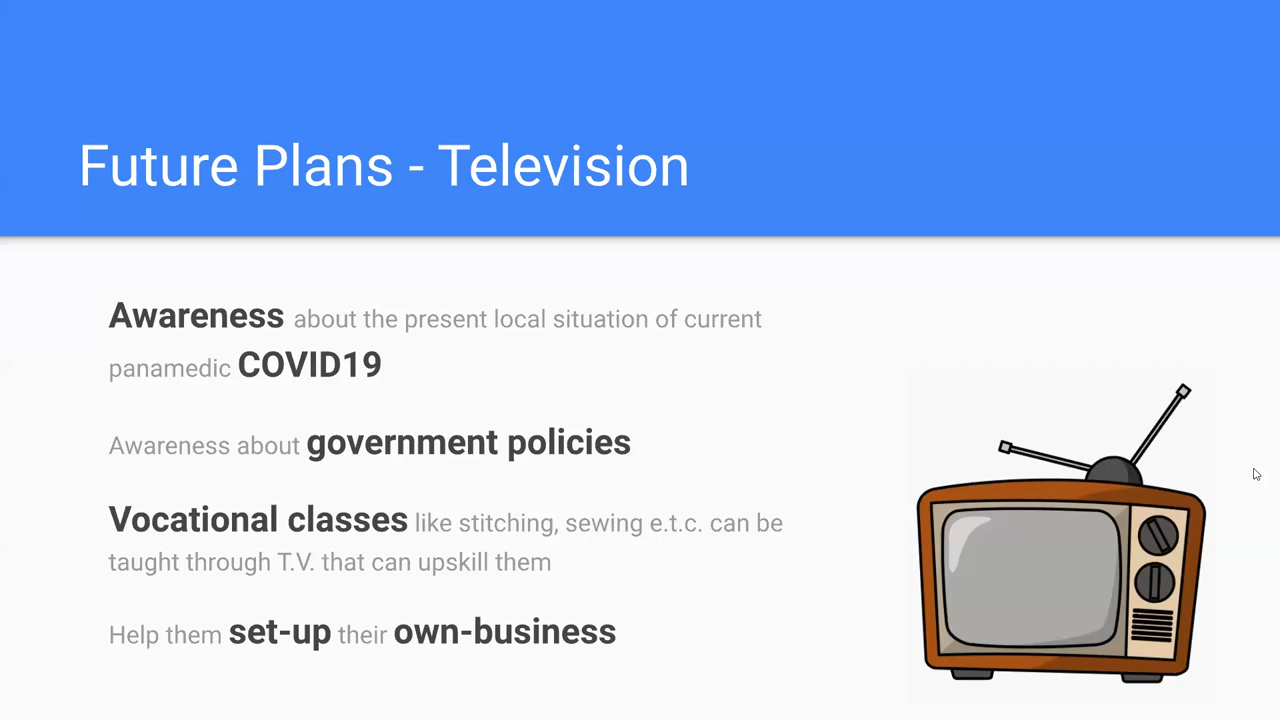 Future Plans - Television
Awareness about the present local situation of current
panamedic COVID19
Awareness about government policies
Vocational classes like stitching, sewing e.t.c. can be
taught through T.V. that can upskill them
Help them set-up their own-business